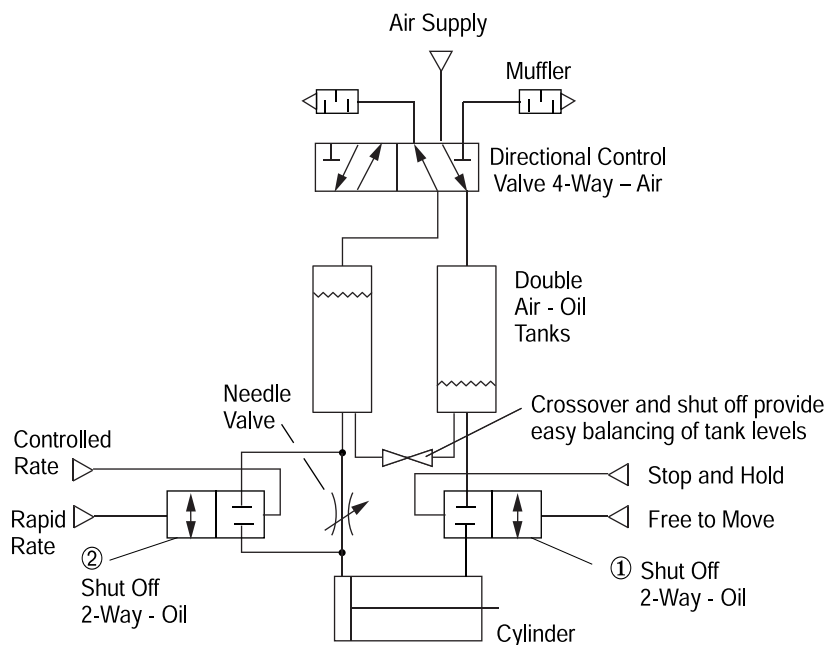 Air Supply
Muffler
Directional Control
Valve 4-Way – Air
Double
Air - Oil
Tanks
Needle
Valve
Crossover and shut off provide
easy balancing of tank levels
Controlled
Rate
Rapid
Rate
Stop and Hold
Free to Move
②
Shut Off
2-Way - Oil
① Shut Off
2-Way - Oil
Cylinder